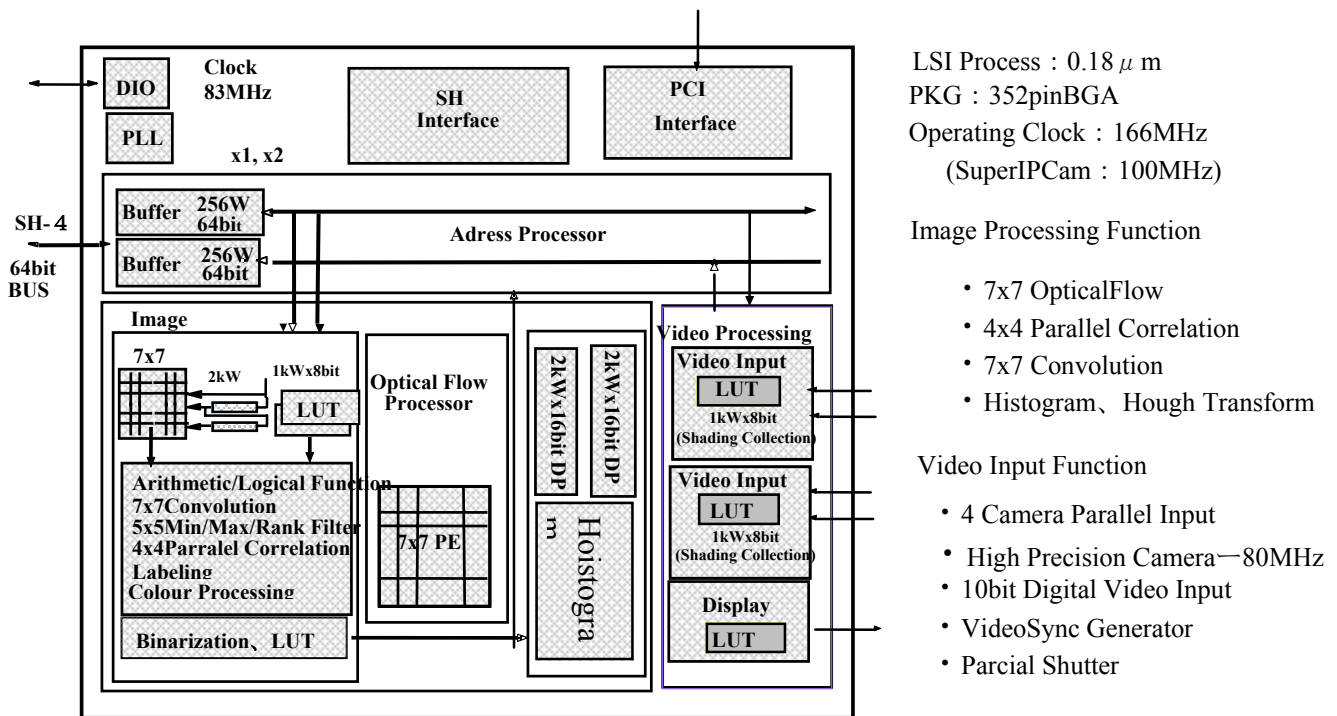 DIO
PLL
Clock
83MHz
x1, x2
SH
Interface
PCI
Interface
SH-４
64bit
BUS
Buffer 256W
64bit
Buffer 256W
64bit
Adress Processor
Image
7x7
2kW
1kWx8bit
LUT
Arithmetic/Logical Function
7x7Convolution
5x5Min/Max/Rank Filter
4x4Parralel Correlation
Labeling
Colour Processing
Binarization、LUT
Optical Flow
Processor
7x7 PE
2kWx16bit DP
2kWx16bit DP
Hoistogra
m
Video Processing
Video Input
LUT
1kWx8bit
(Shading Collection)
Video Input
LUT
1kWx8bit
(Shading Collection)
Display
LUT
LSI Process：0.18μm
PKG：352pinBGA
Operating Clock：166MHz
(SuperIPCam：100MHz)
Image Processing Function
・7x7 OpticalFlow
・4x4 Parallel Correlation
・7x7 Convolution
・Histogram、Hough Transform
Video Input Function
・4 Camera Parallel Input
・High Precision Camera―80MHz
・10bit Digital Video Input
・VideoSync Generator
・Parcial Shutter